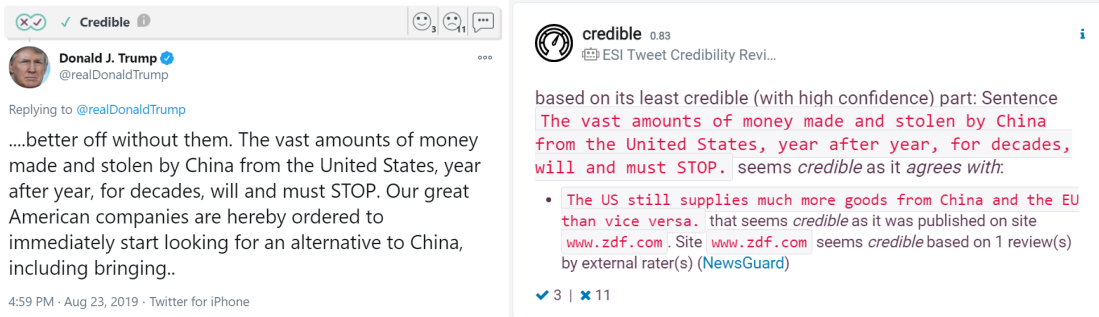 Credible
3
11
Donald J. Trump
@realDonaldTrump
Replying to @realDonaldTrump
....better off without them. The vast amounts of money
made and stolen by China from the United States, year
after year, for decades, will and must STOP. Our great
American companies are hereby ordered to
immediately start looking for an alternative to China,
including bringing..
4:59 PM · Aug 23, 2019 · Twitter for iPhone
credible 0.83
ESI Tweet Credibility Revi...
based on its least credible (with high confidence) part: Sentence
The vast amounts of money made and stolen by China
from the United States, year after year, for decades,
will and must STOP. seems credible as it agrees with:
• The US still supplies much more goods from China and the EU
than vice versa. that seems credible as it was published on site
www.zdf.com. Site www.zdf.com seems credible based on 1 review(s)
by external rater(s) (NewsGuard)
✔ 3 | ✖ 11